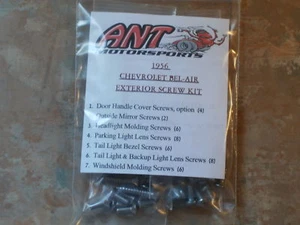 ANT
MOTORSPORTS
1956
CHEVROLET BEL-AIR
EXTERIOR SCREW KIT
1. Door Handle Cover Screws, option (4)
Outside Mirror Screws (2)
3. Headlight Molding Screws (6)
4. Parking Light Lens Screws (8)
5. Tail Light Bezel Screws (6)
6. Tail Light & Backup Light Lens Screws (8)
7. Windshield Molding Screws (6)